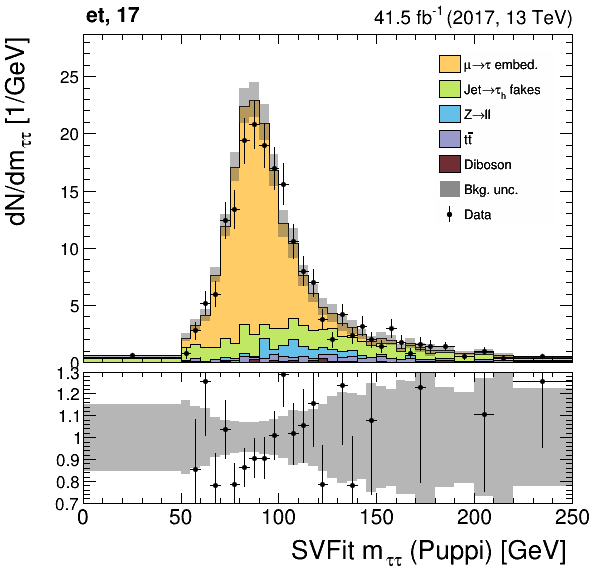 et, 17
41.5 fb⁻¹ (2017, 13 TeV)
dN/dm_ττ [1/GeV]
25
20
15
10
5
0
μ→τ embed.
Jet→τ_h fakes
Z→ll
tt̄
Diboson
Bkg. unc.
Data
1.3
1.2
1.1
1
0.9
0.8
0.7
0 50 100 150 200 250
SVFit m_ττ (Puppi) [GeV]